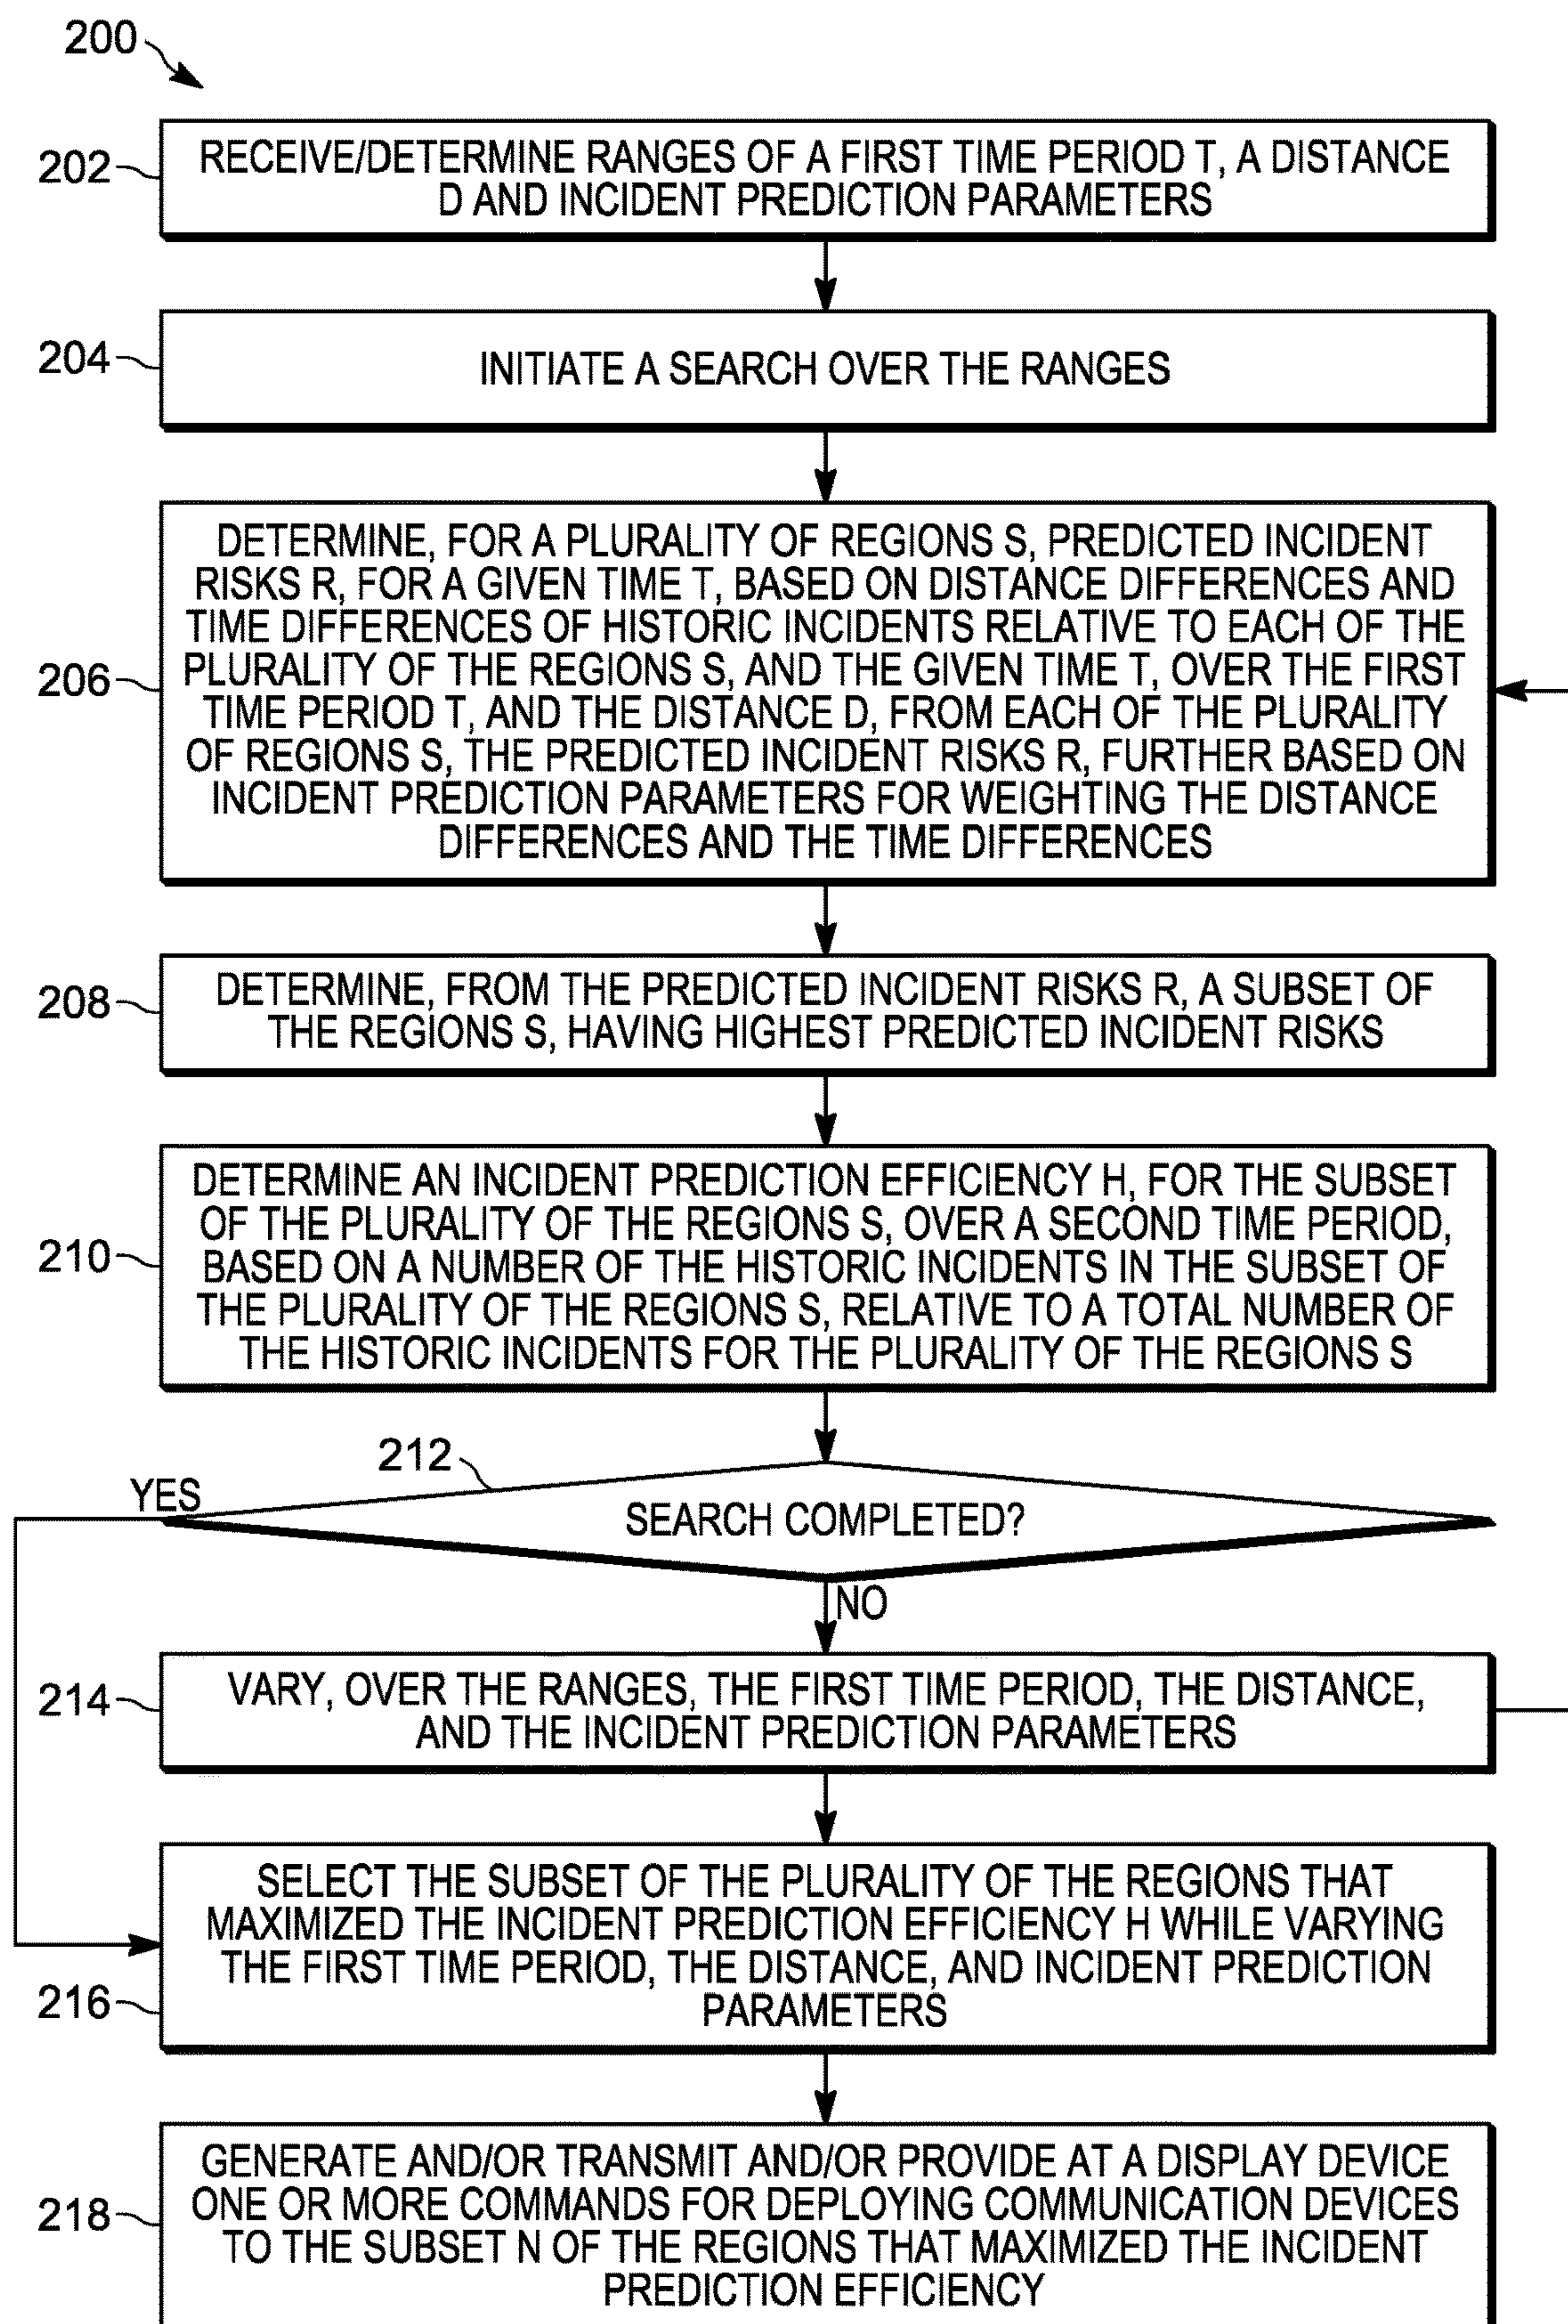 200
202
RECEIVE/DETERMINE RANGES OF A FIRST TIME PERIOD T, A DISTANCE
D AND INCIDENT PREDICTION PARAMETERS
204
INITIATE A SEARCH OVER THE RANGES
206
DETERMINE, FOR A PLURALITY OF REGIONS S, PREDICTED INCIDENT
RISKS R, FOR A GIVEN TIME T, BASED ON DISTANCE DIFFERENCES AND
TIME DIFFERENCES OF HISTORIC INCIDENTS RELATIVE TO EACH OF THE
PLURALITY OF THE REGIONS S, AND THE GIVEN TIME T, OVER THE FIRST
TIME PERIOD T, AND THE DISTANCE D, FROM EACH OF THE PLURALITY
OF REGIONS S, THE PREDICTED INCIDENT RISKS R, FURTHER BASED ON
INCIDENT PREDICTION PARAMETERS FOR WEIGHTING THE DISTANCE
DIFFERENCES AND THE TIME DIFFERENCES
208
DETERMINE, FROM THE PREDICTED INCIDENT RISKS R, A SUBSET OF
THE REGIONS S, HAVING HIGHEST PREDICTED INCIDENT RISKS
210
DETERMINE AN INCIDENT PREDICTION EFFICIENCY H, FOR THE SUBSET
OF THE PLURALITY OF THE REGIONS S, OVER A SECOND TIME PERIOD,
BASED ON A NUMBER OF THE HISTORIC INCIDENTS IN THE SUBSET OF
THE PLURALITY OF THE REGIONS S, RELATIVE TO A TOTAL NUMBER OF
THE HISTORIC INCIDENTS FOR THE PLURALITY OF THE REGIONS S
212
YES
SEARCH COMPLETED?
NO
214
VARY, OVER THE RANGES, THE FIRST TIME PERIOD, THE DISTANCE,
AND THE INCIDENT PREDICTION PARAMETERS
216
SELECT THE SUBSET OF THE PLURALITY OF THE REGIONS THAT
MAXIMIZED THE INCIDENT PREDICTION EFFICIENCY H WHILE VARYING
THE FIRST TIME PERIOD, THE DISTANCE, AND INCIDENT PREDICTION
PARAMETERS
218
GENERATE AND/OR TRANSMIT AND/OR PROVIDE AT A DISPLAY DEVICE
ONE OR MORE COMMANDS FOR DEPLOYING COMMUNICATION DEVICES
TO THE SUBSET N OF THE REGIONS THAT MAXIMIZED THE INCIDENT
PREDICTION EFFICIENCY